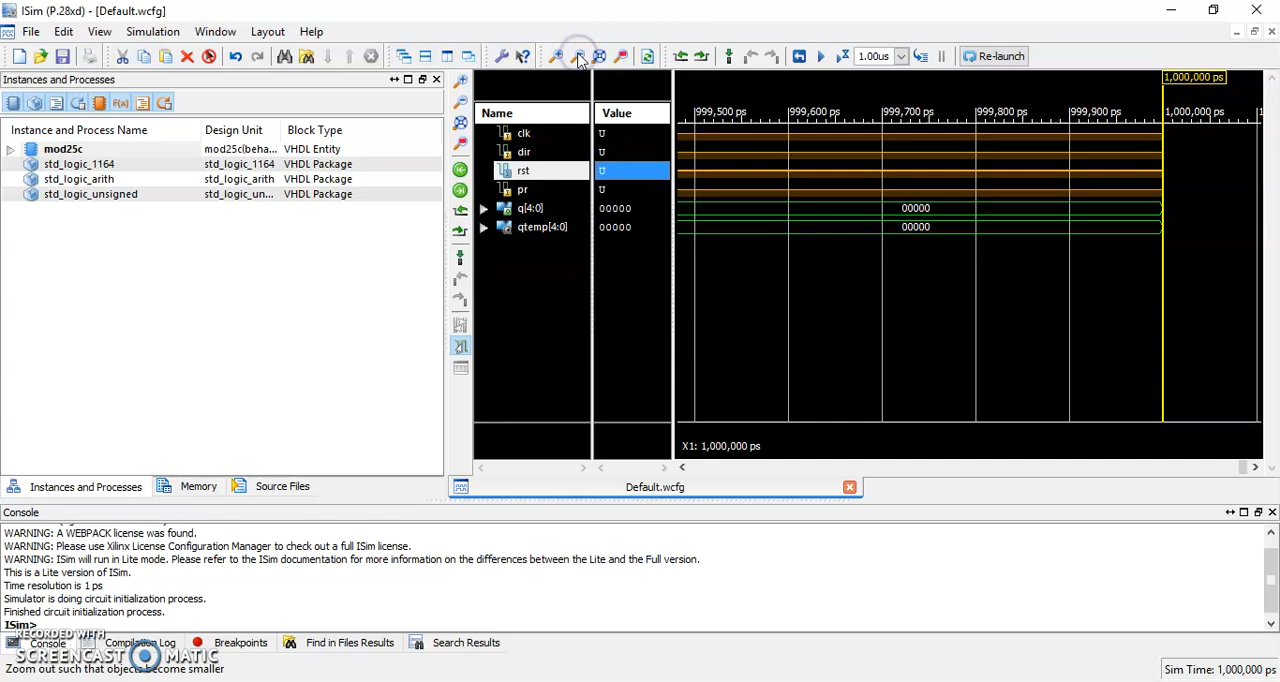 ISim (P.28xd) - [Default.wcfg]
File Edit View Simulation Window Layout Help
1.00us Re-launch
Instances and Processes
Instance and Process Name Design Unit Block Type
mod25c mod25c(beha... VHDL Entity
std_logic_1164 std_logic_1164 VHDL Package
std_logic_arith std_logic_arith VHDL Package
std_logic_unsigned std_logic_un... VHDL Package
Instances and Processes Memory Source Files
1,000,000 ps
Name Value
999,500 ps 999,600 ps 999,700 ps 999,800 ps 999,900 ps 1,000,000 ps
clk U
dir U
rst U
pr U
q[4:0] 00000 00000
qtemp[4:0] 00000 00000
X1: 1,000,000 ps
Default.wcfg
Console
WARNING: A WEBPACK license was found.
WARNING: Please use Xilinx License Configuration Manager to check out a full ISim license.
WARNING: ISim will run in Lite mode. Please refer to the ISim documentation for more information on the differences between the Lite and the Full version.
This is a Lite version of ISim.
Time resolution is 1 ps
Simulator is doing circuit initialization process.
Finished circuit initialization process.
ISim>
Console Compilation Log Breakpoints Find in Files Results Search Results
RECORDED WITH
SCREENCAST MATIC
Zoom out such that objects become smaller
Sim Time: 1,000,000 ps